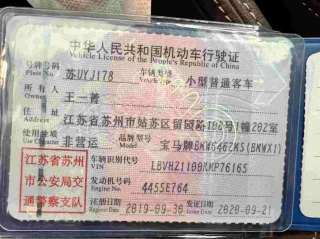 中华人民共和国机动车行驶证
Vehicle License of the People's Republic of China
号牌号码 Plate No. 苏UYJ178 车辆类型 Vehicle Type 小型普通客车
所有人 Owner 王一菁
住址 Address 江苏省苏州市姑苏区留园路188号1幢202室
使用性质 非营运 品牌型号 Model 宝马牌BMW6462MS(BMWX1)
江苏省苏州 车辆识别代号 VIN LBVHZ1100KMP76165
市公安局交 发动机号码 Engine No. 4455E764
通警察支队 注册日期 2019-09-30 发证日期 2020-09-21